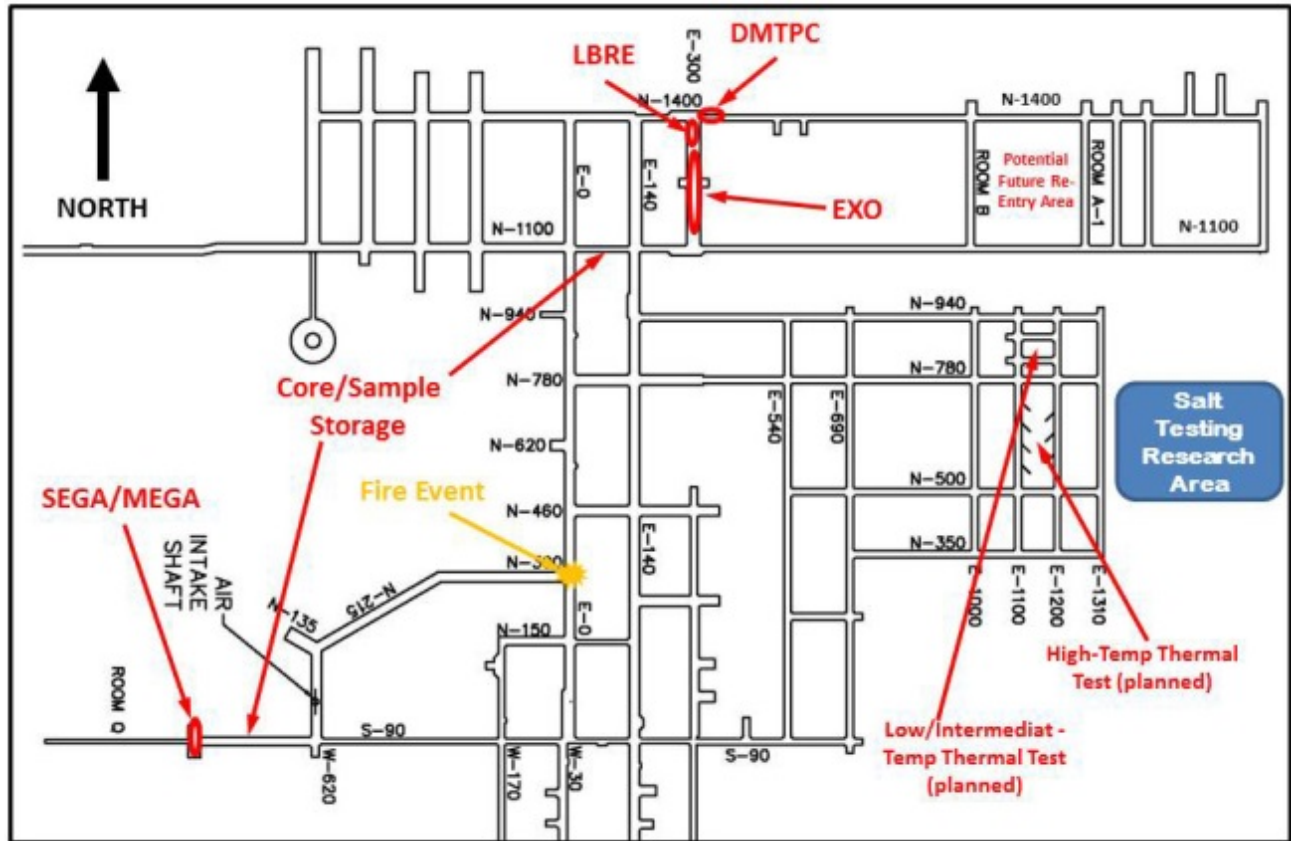 DMTPC
LBRE
E-300
N-1400
N-1400
NORTH
E-0
E-140
ROOM B
Potential
Future Re-
Entry Area
ROOM A-1
EXO
N-1100
N-1100
N-940
N-940
Core/Sample
Storage
N-780
N-780
E-540
E-690
Salt
Testing
Research
Area
N-620
Fire Event
N-500
SEGA/MEGA
N-460
E-140
N-350
AIR
INTAKE
SHAFT
N-215
N-135
E-0
E-1000
E-1100
E-1200
E-1310
N-150
High-Temp Thermal
Test (planned)
ROOM Q
S-90
S-90
Low/Intermediat -
Temp Thermal Test
(planned)
W-620
W-170
W-30